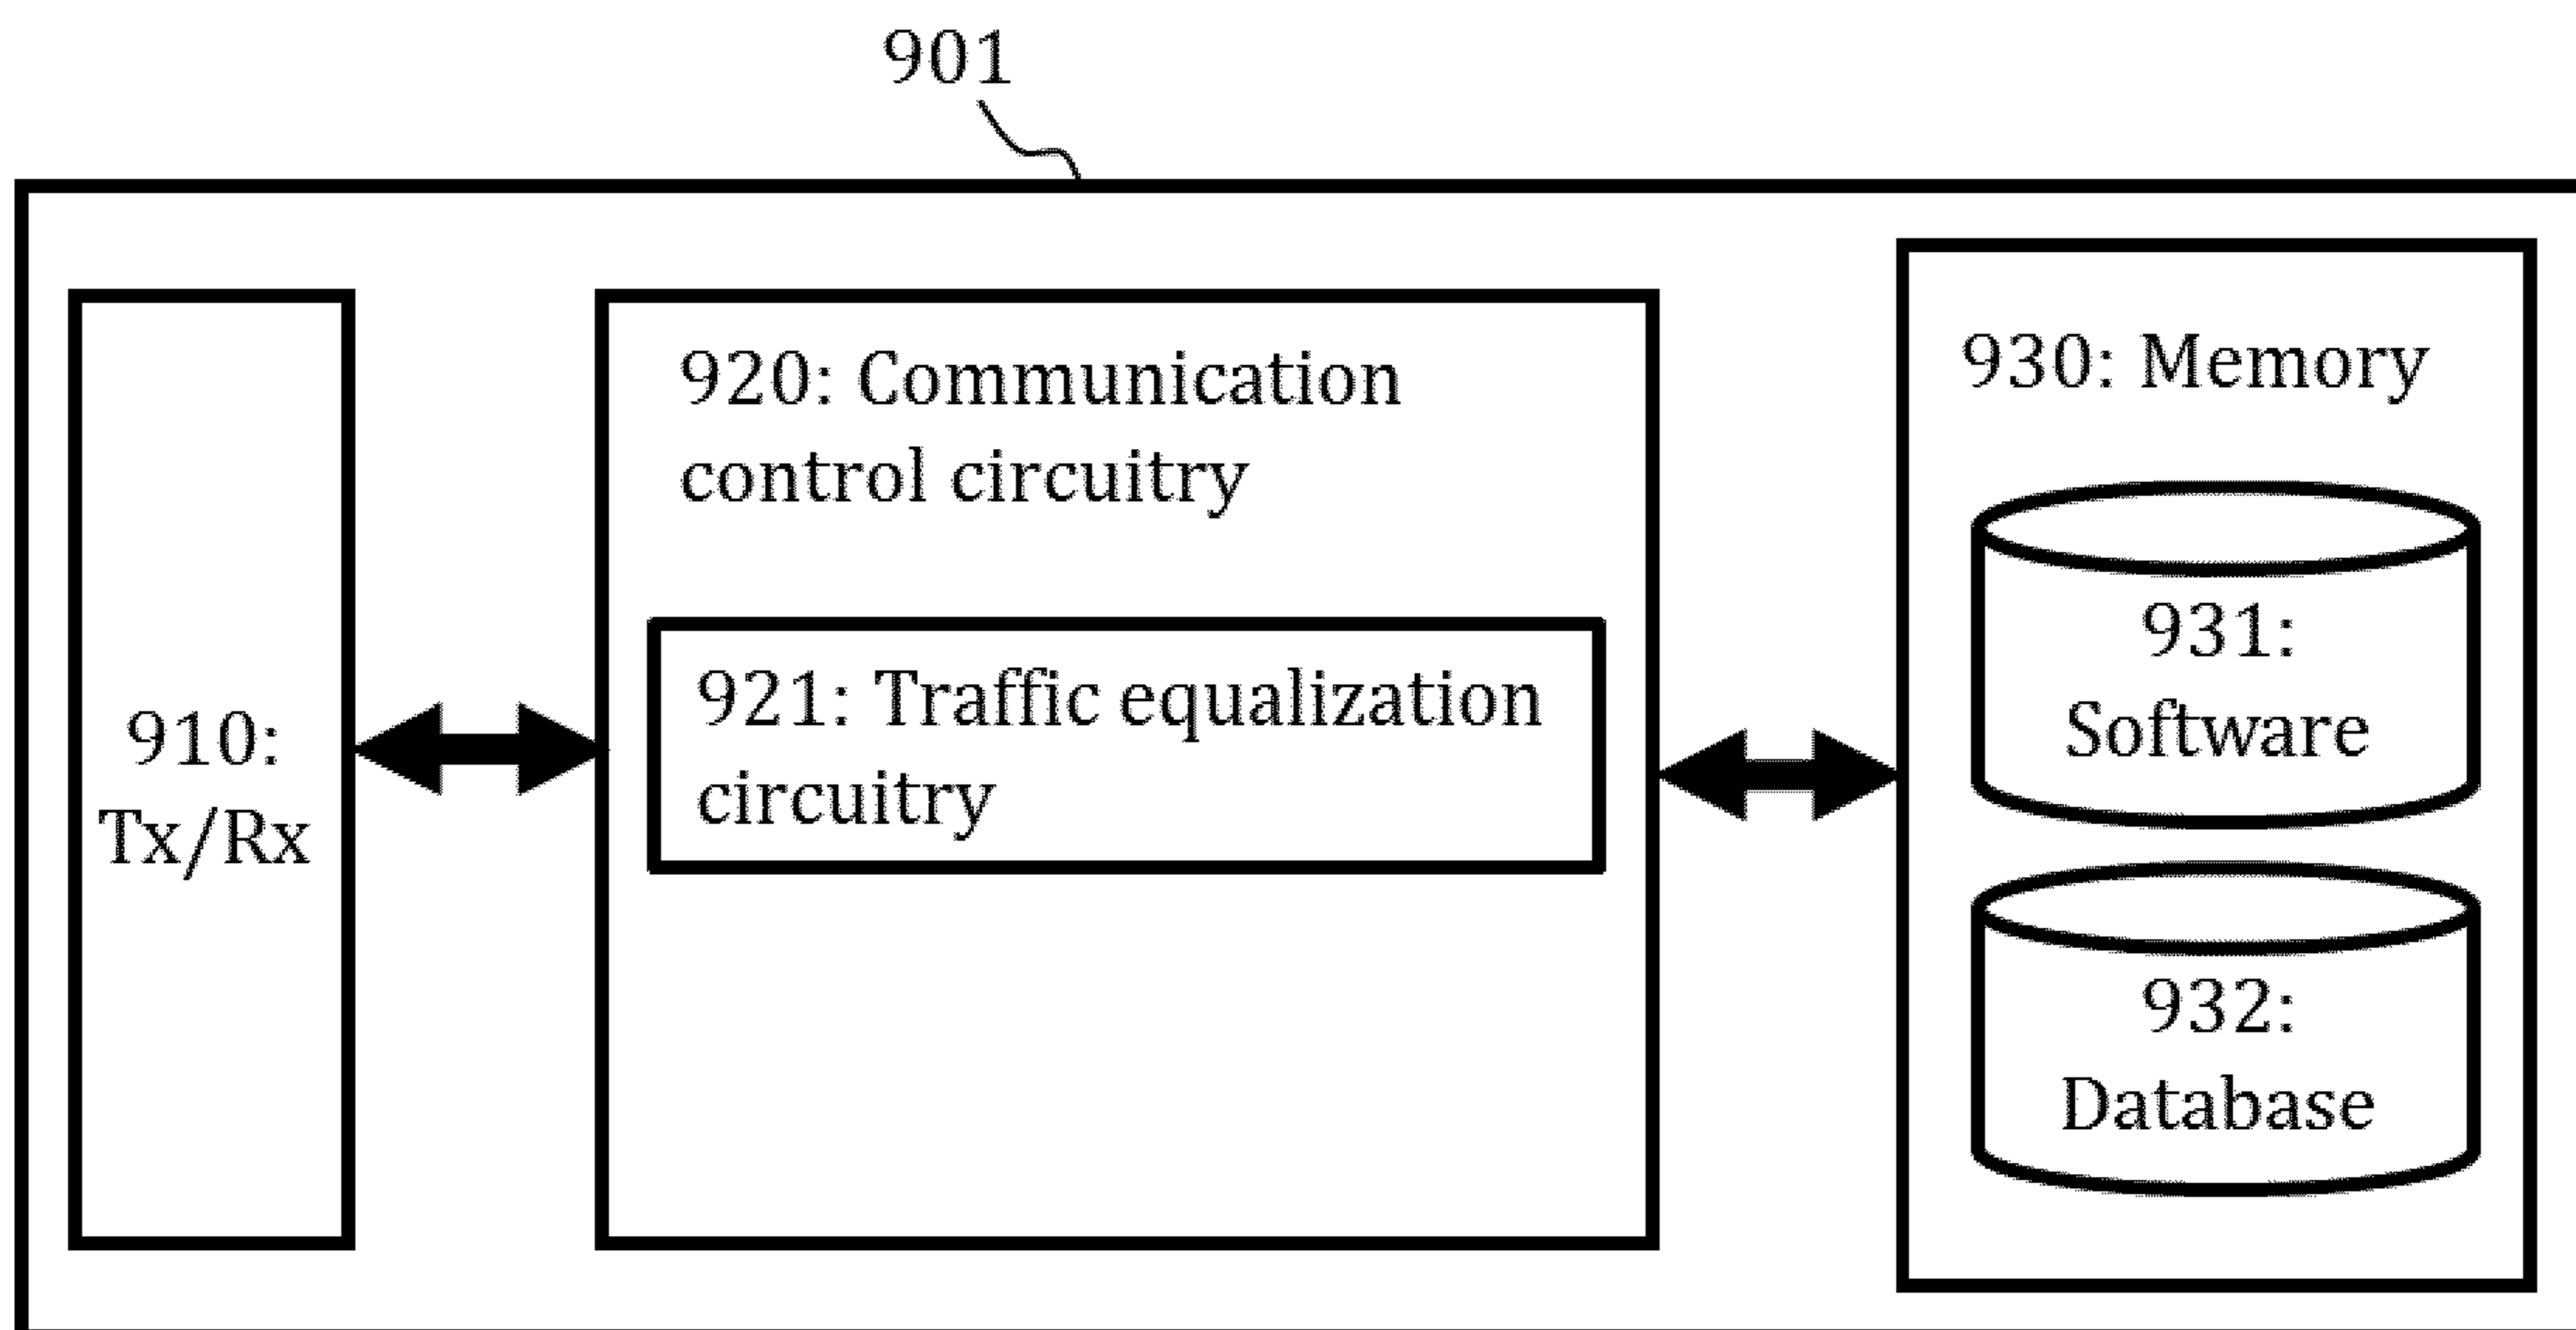 901
910:
Tx/Rx
920: Communication
control circuitry
921: Traffic equalization
circuitry
930: Memory
931:
Software
932:
Database